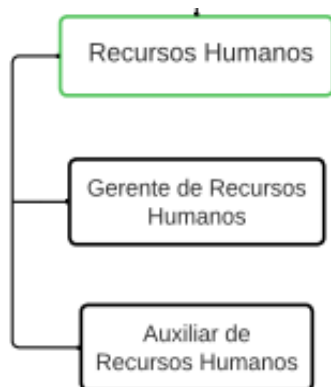 Recursos Humanos
Gerente de Recursos
Humanos
Auxiliar de
Recursos Humanos